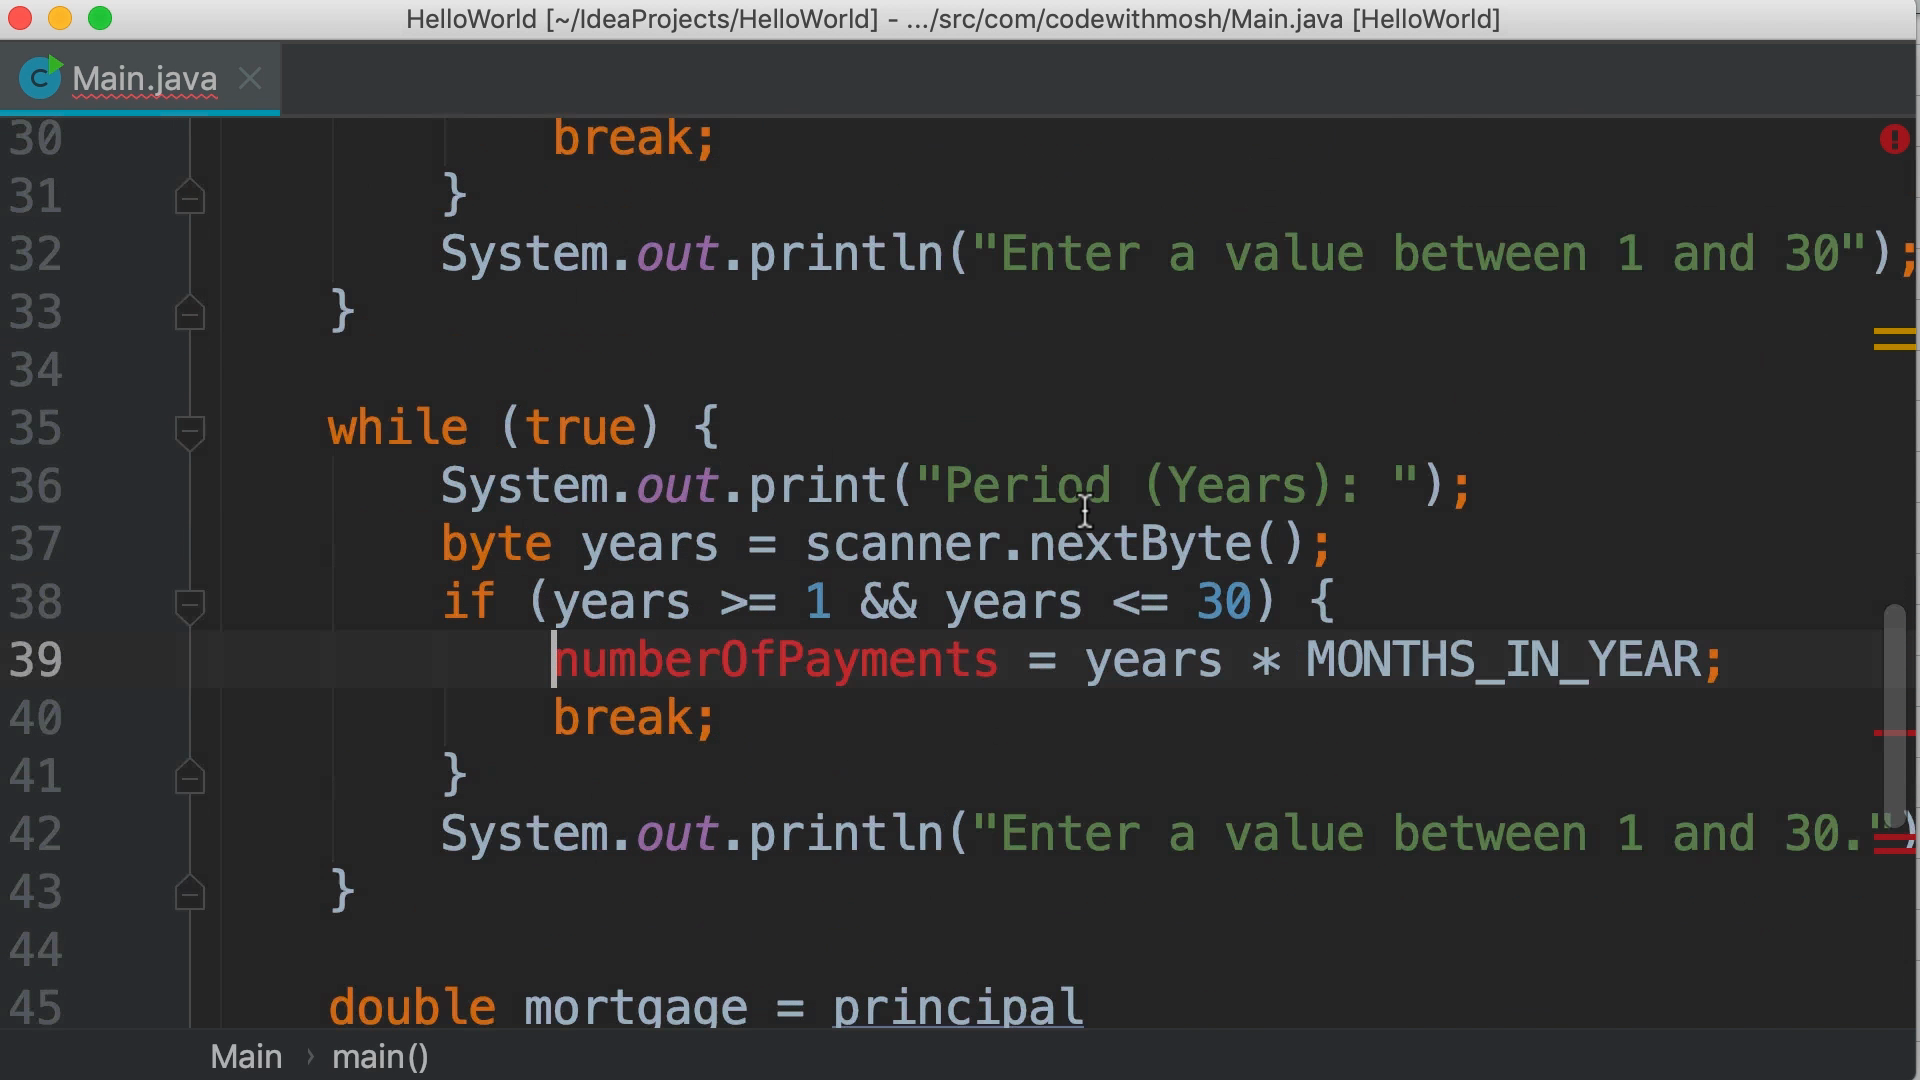 HelloWorld [~/IdeaProjects/HelloWorld] - .../src/com/codewithmosh/Main.java [HelloWorld]
Main.java
30 break;
31 }
32 System.out.println("Enter a value between 1 and 30");
33 }
34
35 while (true) {
36 System.out.print("Period (Years): ");
37 byte years = scanner.nextByte();
38 if (years >= 1 && years <= 30) {
39 numberOfPayments = years * MONTHS_IN_YEAR;
40 break;
41 }
42 System.out.println("Enter a value between 1 and 30.")
43 }
44
45 double mortgage = principal
Main › main()